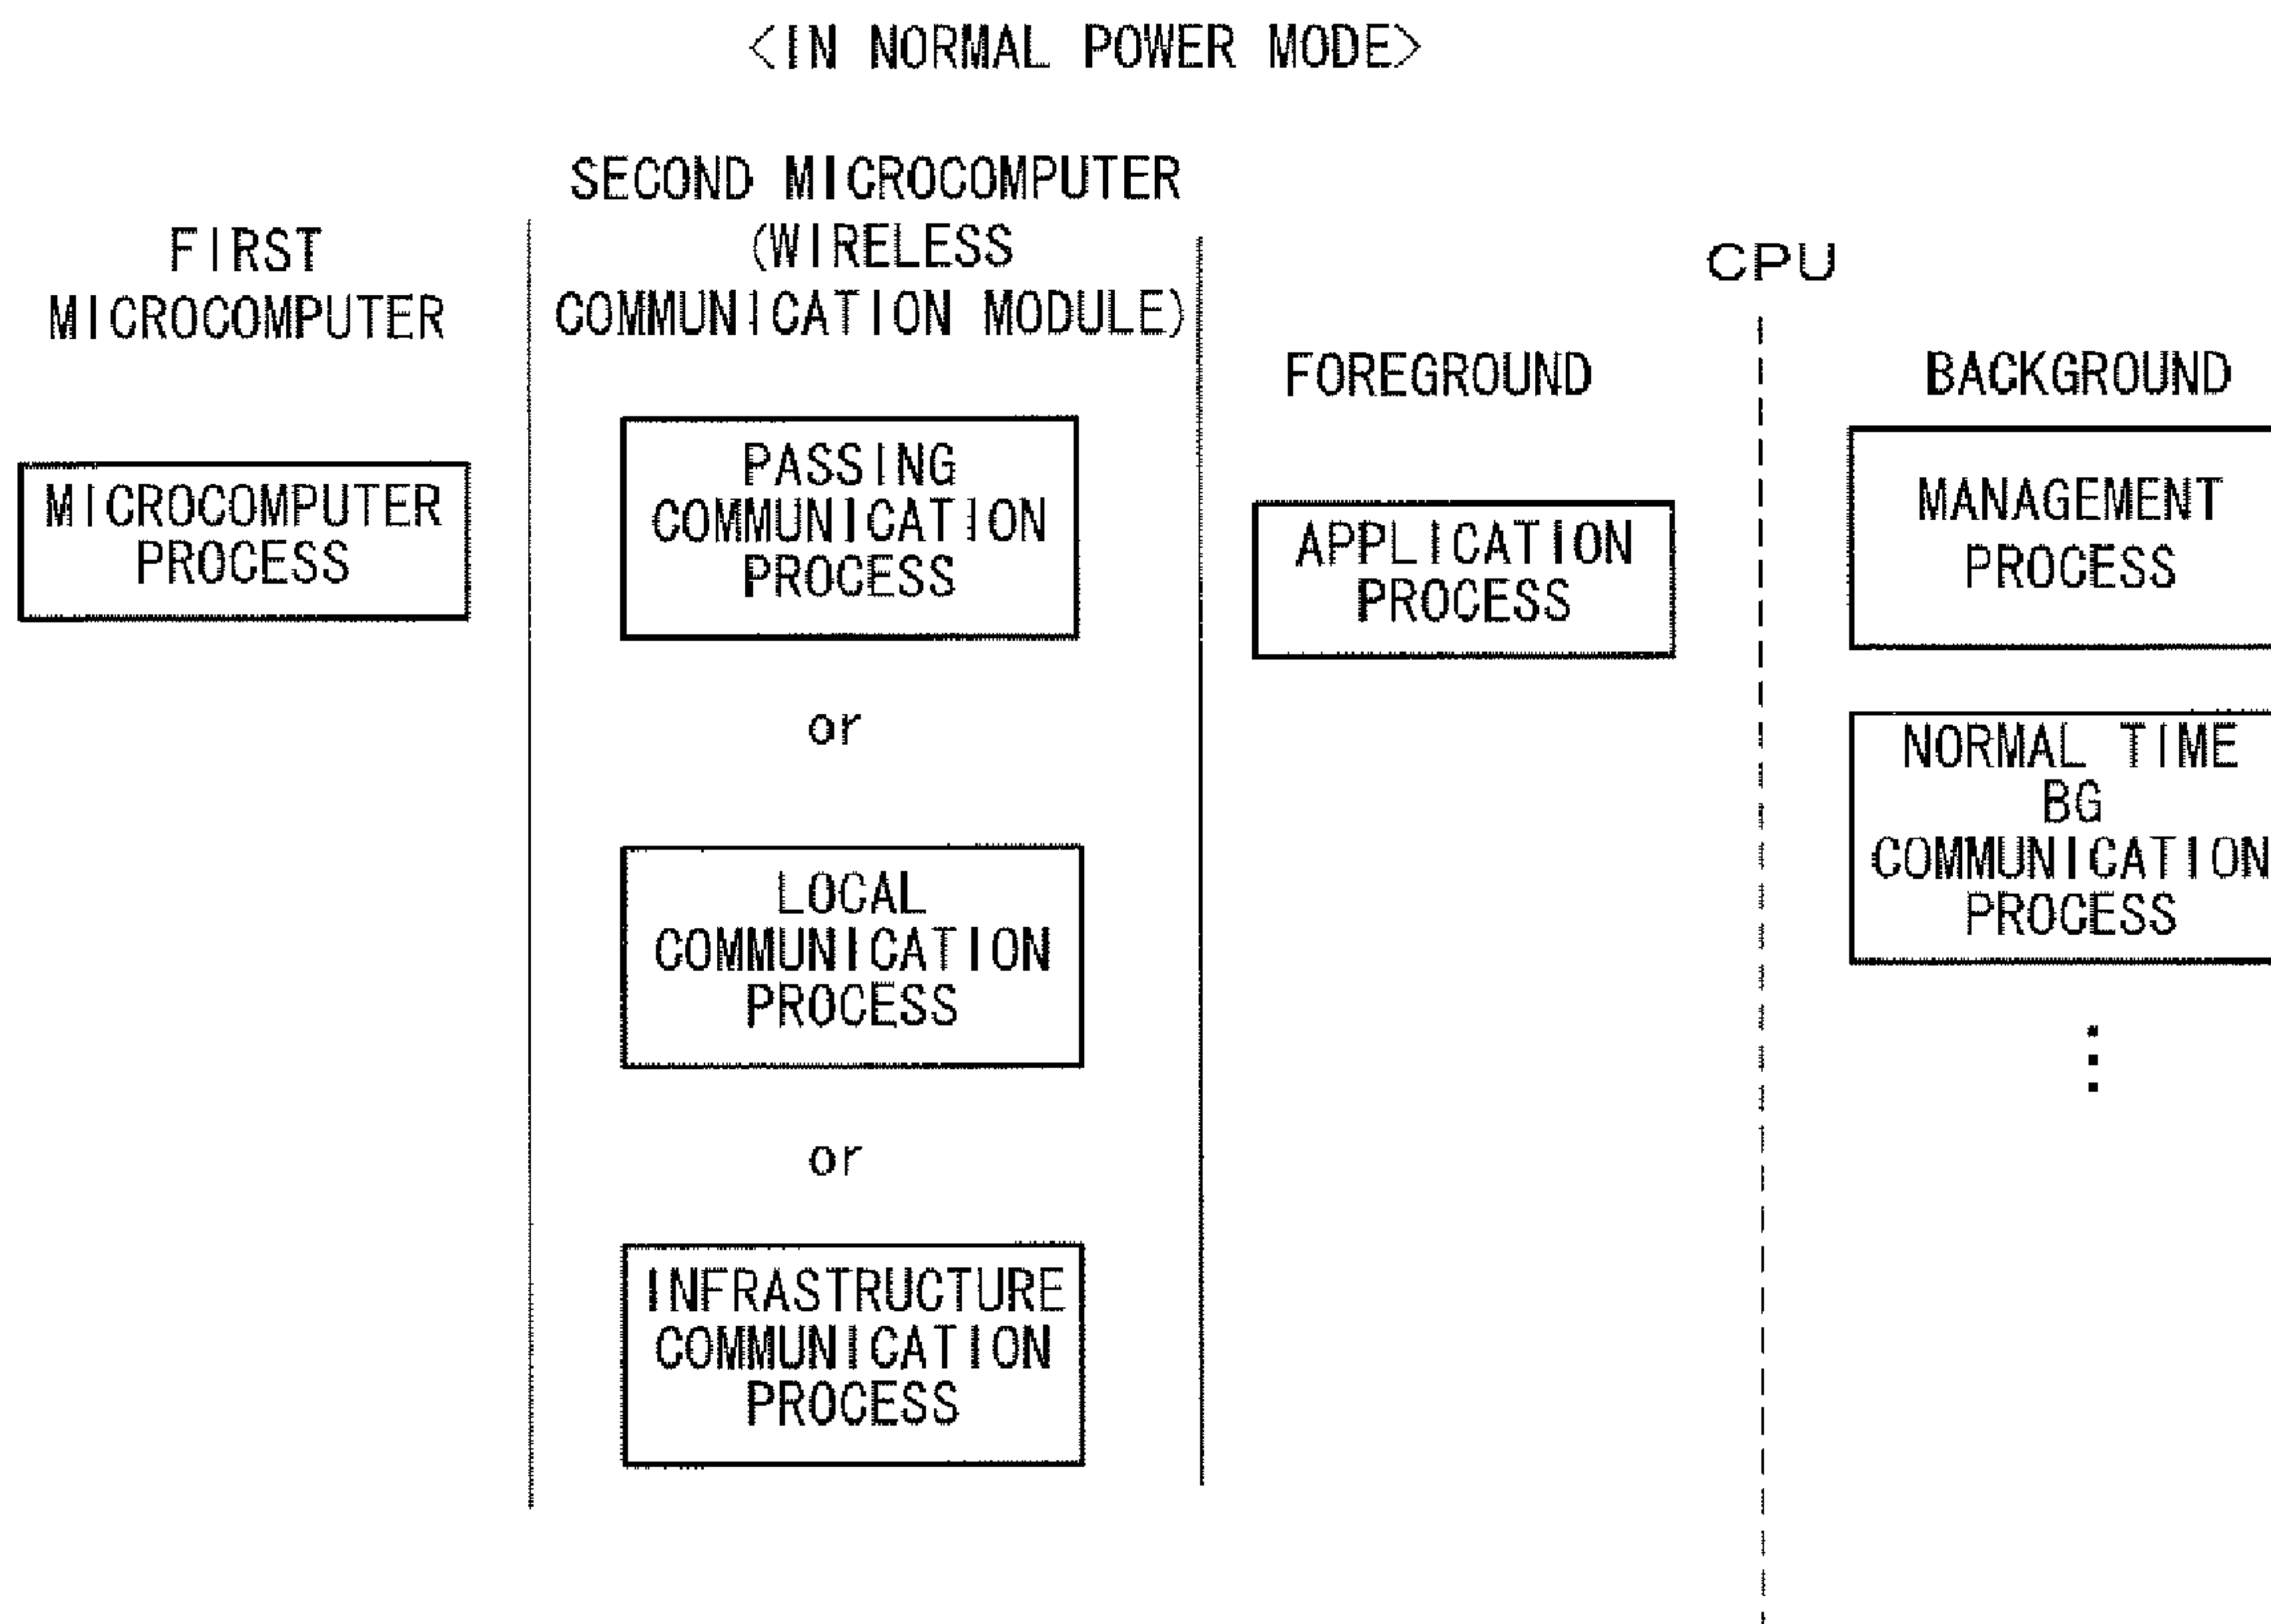 <IN NORMAL POWER MODE>
FIRST
MICROCOMPUTER
MICROCOMPUTER
PROCESS
SECOND MICROCOMPUTER
(WIRELESS
COMMUNICATION MODULE)
PASSING
COMMUNICATION
PROCESS
or
LOCAL
COMMUNICATION
PROCESS
or
INFRASTRUCTURE
COMMUNICATION
PROCESS
CPU
FOREGROUND
APPLICATION
PROCESS
BACKGROUND
MANAGEMENT
PROCESS
NORMAL TIME
BG
COMMUNICATION
PROCESS